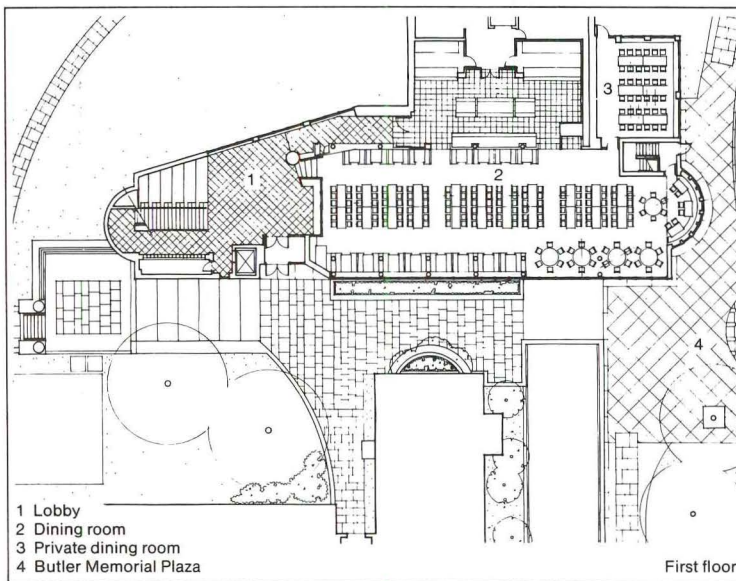 1
2
3
4
1 Lobby
2 Dining room
3 Private dining room
4 Butler Memorial Plaza
First floor